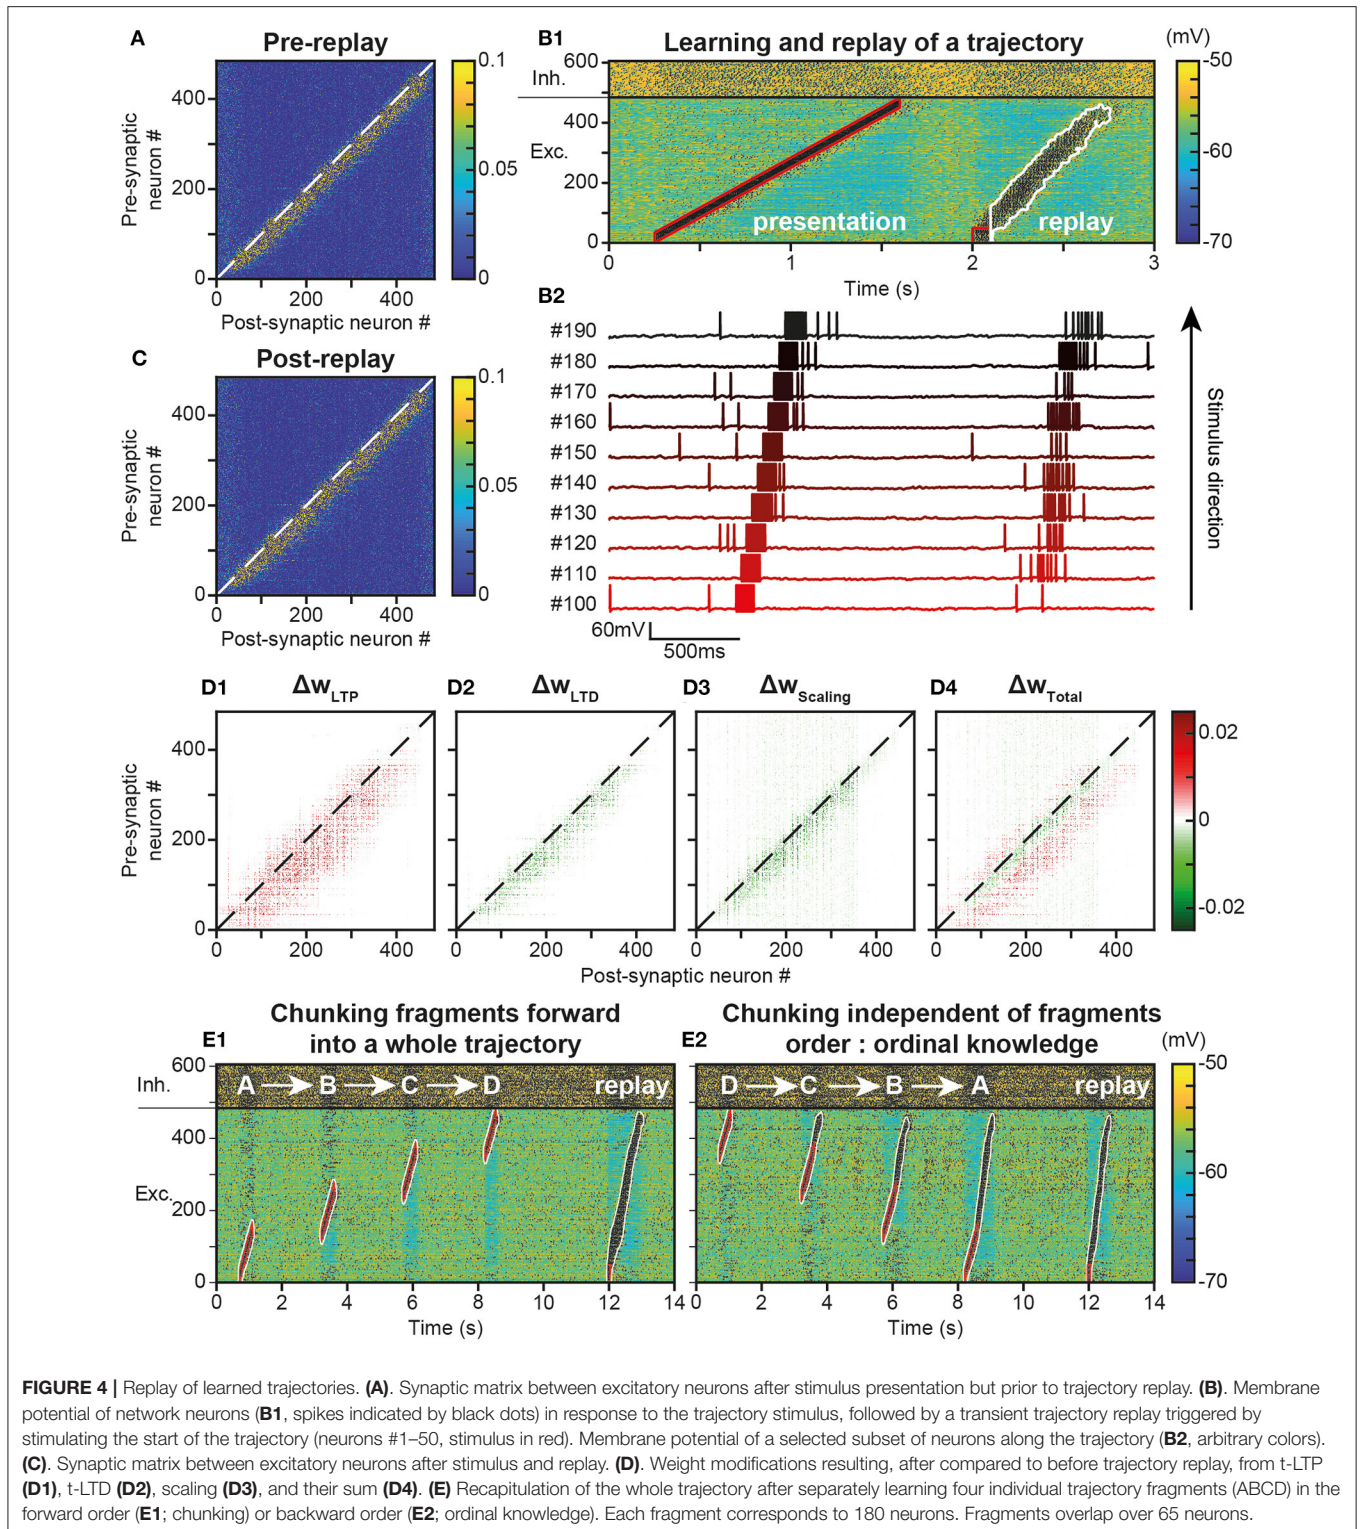 A
Pre-replay
Pre-synaptic
neuron #
400
200
0
0 200 400
Post-synaptic neuron #
0.1
0.05
0
B1
Learning and replay of a trajectory
(mV)
600
Inh.
400
Exc.
200
0
presentation
replay
0 1 2 3
Time (s)
-50
-60
-70
B2
#190
#180
#170
#160
#150
#140
#130
#120
#110
#100
60mV
500ms
Stimulus direction
C
Post-replay
Pre-synaptic
neuron #
400
200
0
0 200 400
Post-synaptic neuron #
0.1
0.05
0
D1 ΔwLTP
D2 ΔwLTD
D3 ΔwScaling
D4 ΔwTotal
Pre-synaptic
neuron #
400
200
0
0 200 400
0 200 400
0 200 400
0 200 400
Post-synaptic neuron #
0.02
0
-0.02
Chunking fragments forward
into a whole trajectory
E1
600
Inh.
400
Exc.
200
0
A B C D replay
0 2 4 6 8 10 12 14
Time (s)
Chunking independent of fragments
order : ordinal knowledge
E2
(mV)
D C B A replay
0 2 4 6 8 10 12 14
Time (s)
-50
-60
-70
FIGURE 4 | Replay of learned trajectories. (A). Synaptic matrix between excitatory neurons after stimulus presentation but prior to trajectory replay. (B). Membrane
potential of network neurons (B1, spikes indicated by black dots) in response to the trajectory stimulus, followed by a transient trajectory replay triggered by
stimulating the start of the trajectory (neurons #1–50, stimulus in red). Membrane potential of a selected subset of neurons along the trajectory (B2, arbitrary colors).
(C). Synaptic matrix between excitatory neurons after stimulus and replay. (D). Weight modifications resulting, after compared to before trajectory replay, from t-LTP
(D1), t-LTD (D2), scaling (D3), and their sum (D4). (E) Recapitulation of the whole trajectory after separately learning four individual trajectory fragments (ABCD) in the
forward order (E1; chunking) or backward order (E2; ordinal knowledge). Each fragment corresponds to 180 neurons. Fragments overlap over 65 neurons.